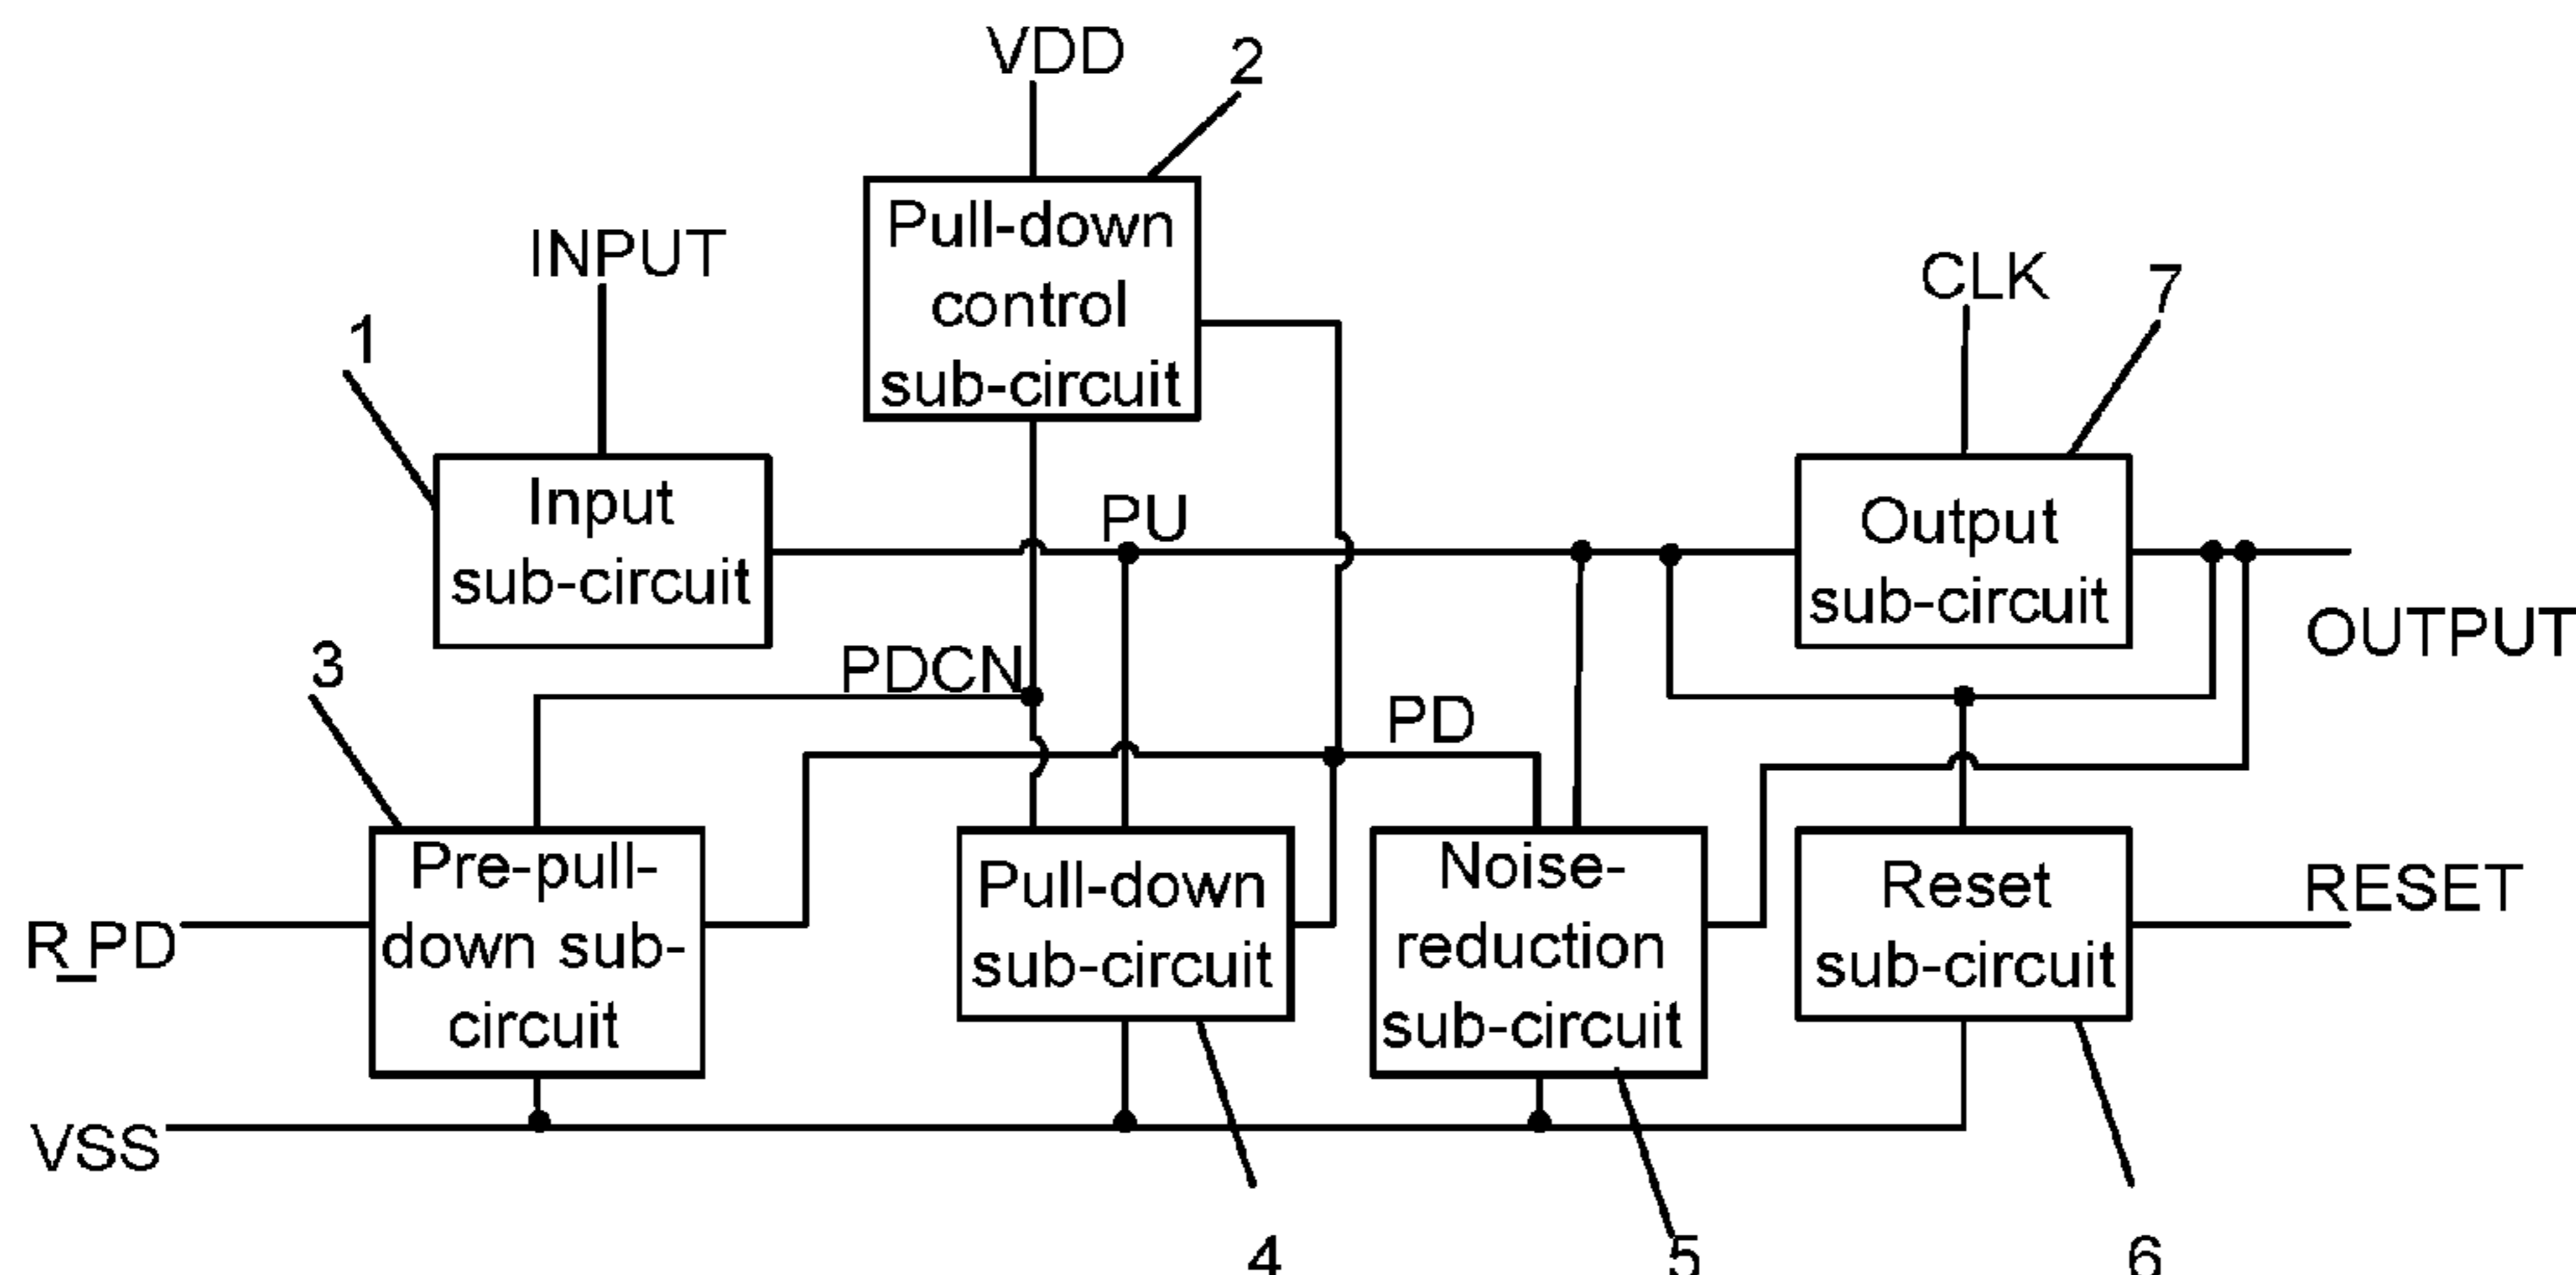 VDD
2
Pull-down
control
sub-circuit
INPUT
CLK
7
1
Input
sub-circuit
PU
Output
sub-circuit
OUTPUT
3
PDCN
PD
Pre-pull-
down sub-
circuit
Pull-down
sub-circuit
Noise-
reduction
sub-circuit
Reset
sub-circuit
RESET
R_PD
VSS
4
5
6